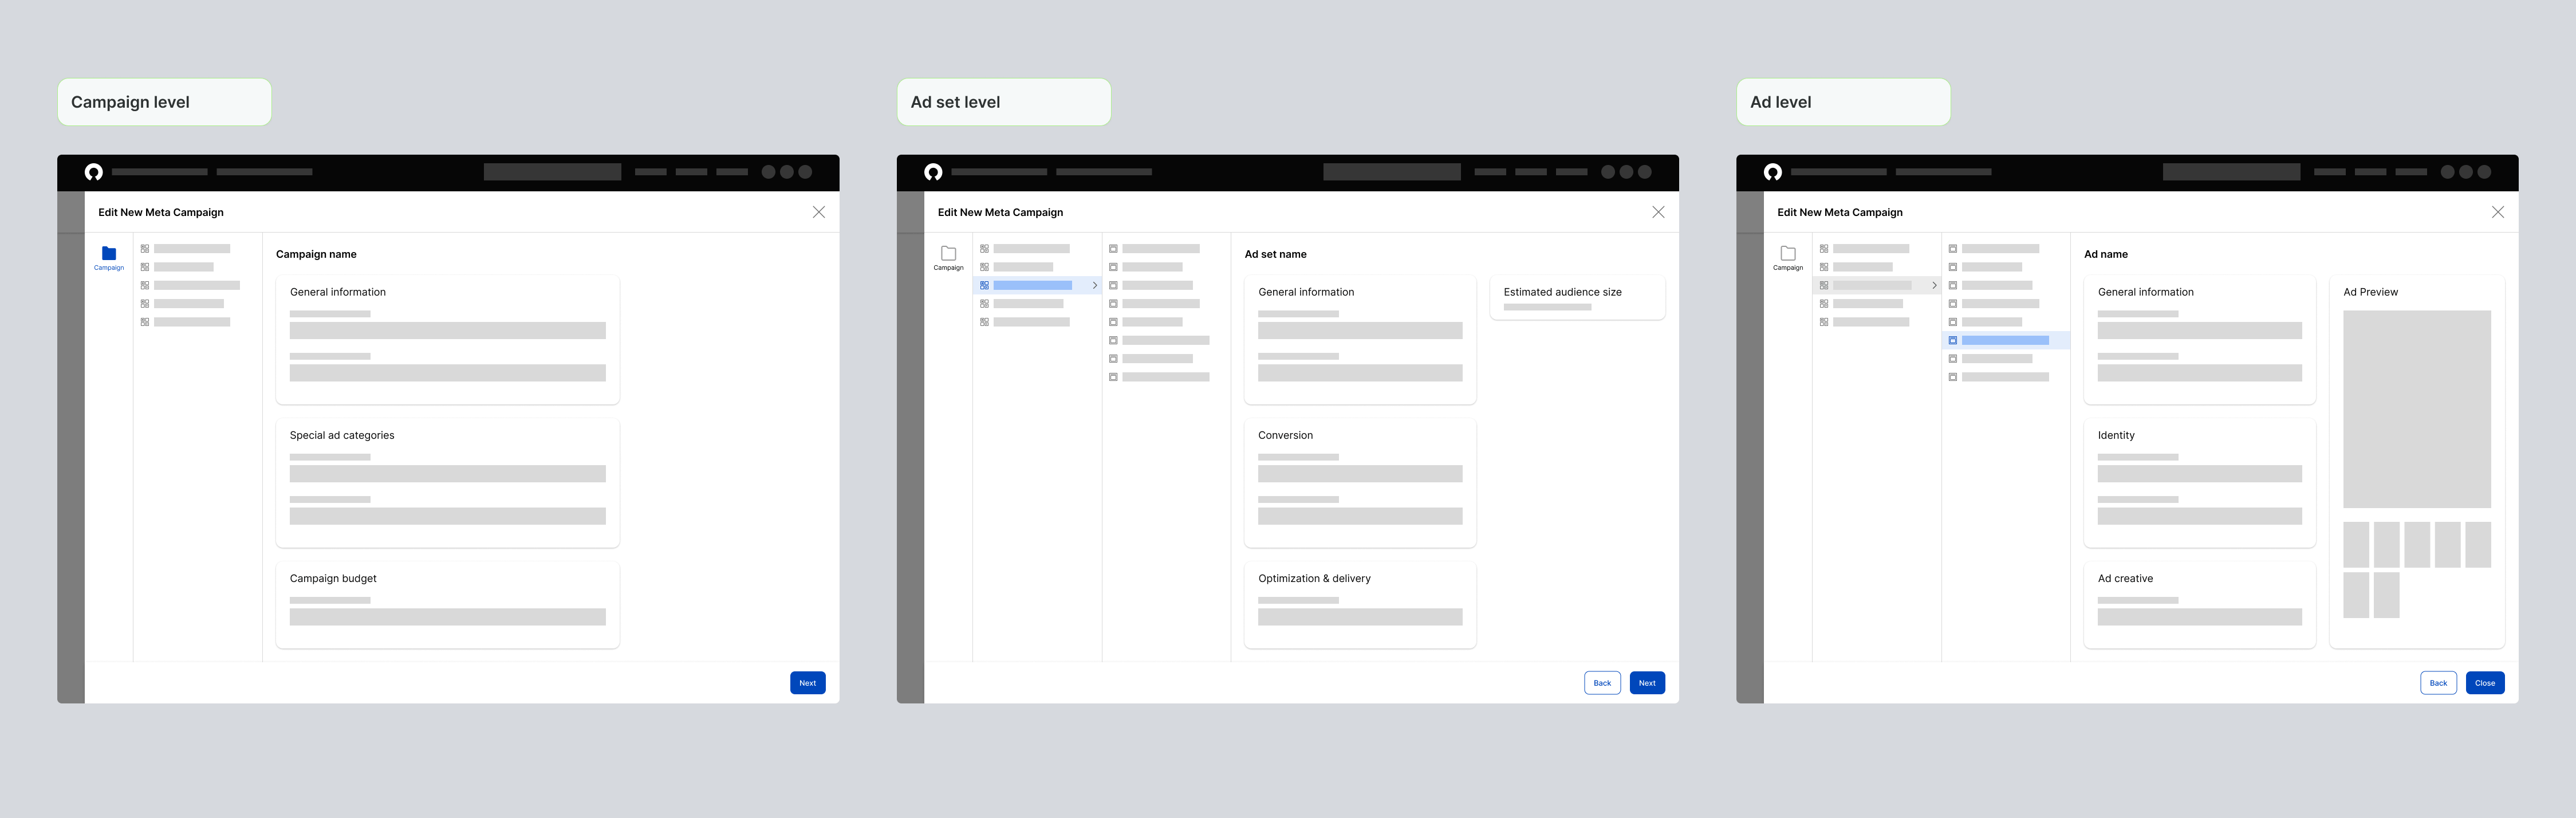 Campaign level
Edit New Meta Campaign
Campaign
Campaign name
General information
Special ad categories
Campaign budget
Next
Ad set level
Edit New Meta Campaign
Campaign
Ad set name
General information
Estimated audience size
Conversion
Optimization & delivery
Back
Next
Ad level
Edit New Meta Campaign
Campaign
Ad name
General information
Ad Preview
Identity
Ad creative
Back
Close